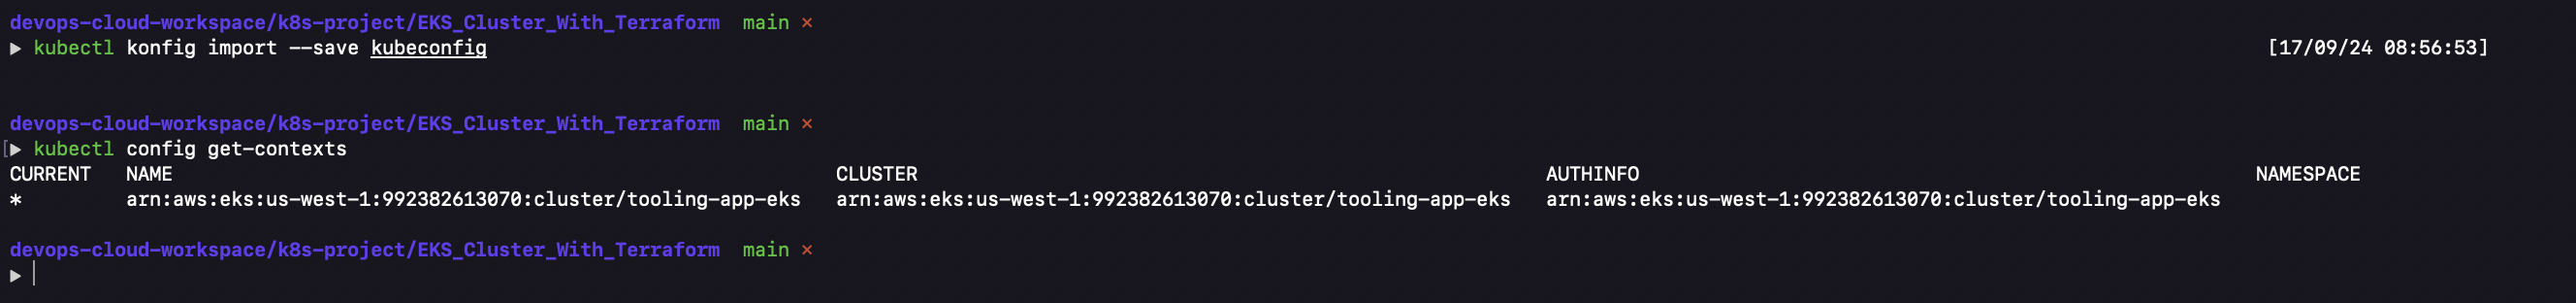 devops-cloud-workspace/k8s-project/EKS_Cluster_With_Terraform main ×
▶ kubectl konfig import --save kubeconfig [17/09/24 08:56:53]
devops-cloud-workspace/k8s-project/EKS_Cluster_With_Terraform main ×
[▶ kubectl config get-contexts
CURRENT NAME CLUSTER AUTHINFO NAMESPACE
* arn:aws:eks:us-west-1:992382613070:cluster/tooling-app-eks arn:aws:eks:us-west-1:992382613070:cluster/tooling-app-eks arn:aws:eks:us-west-1:992382613070:cluster/tooling-app-eks
devops-cloud-workspace/k8s-project/EKS_Cluster_With_Terraform main ×
▶